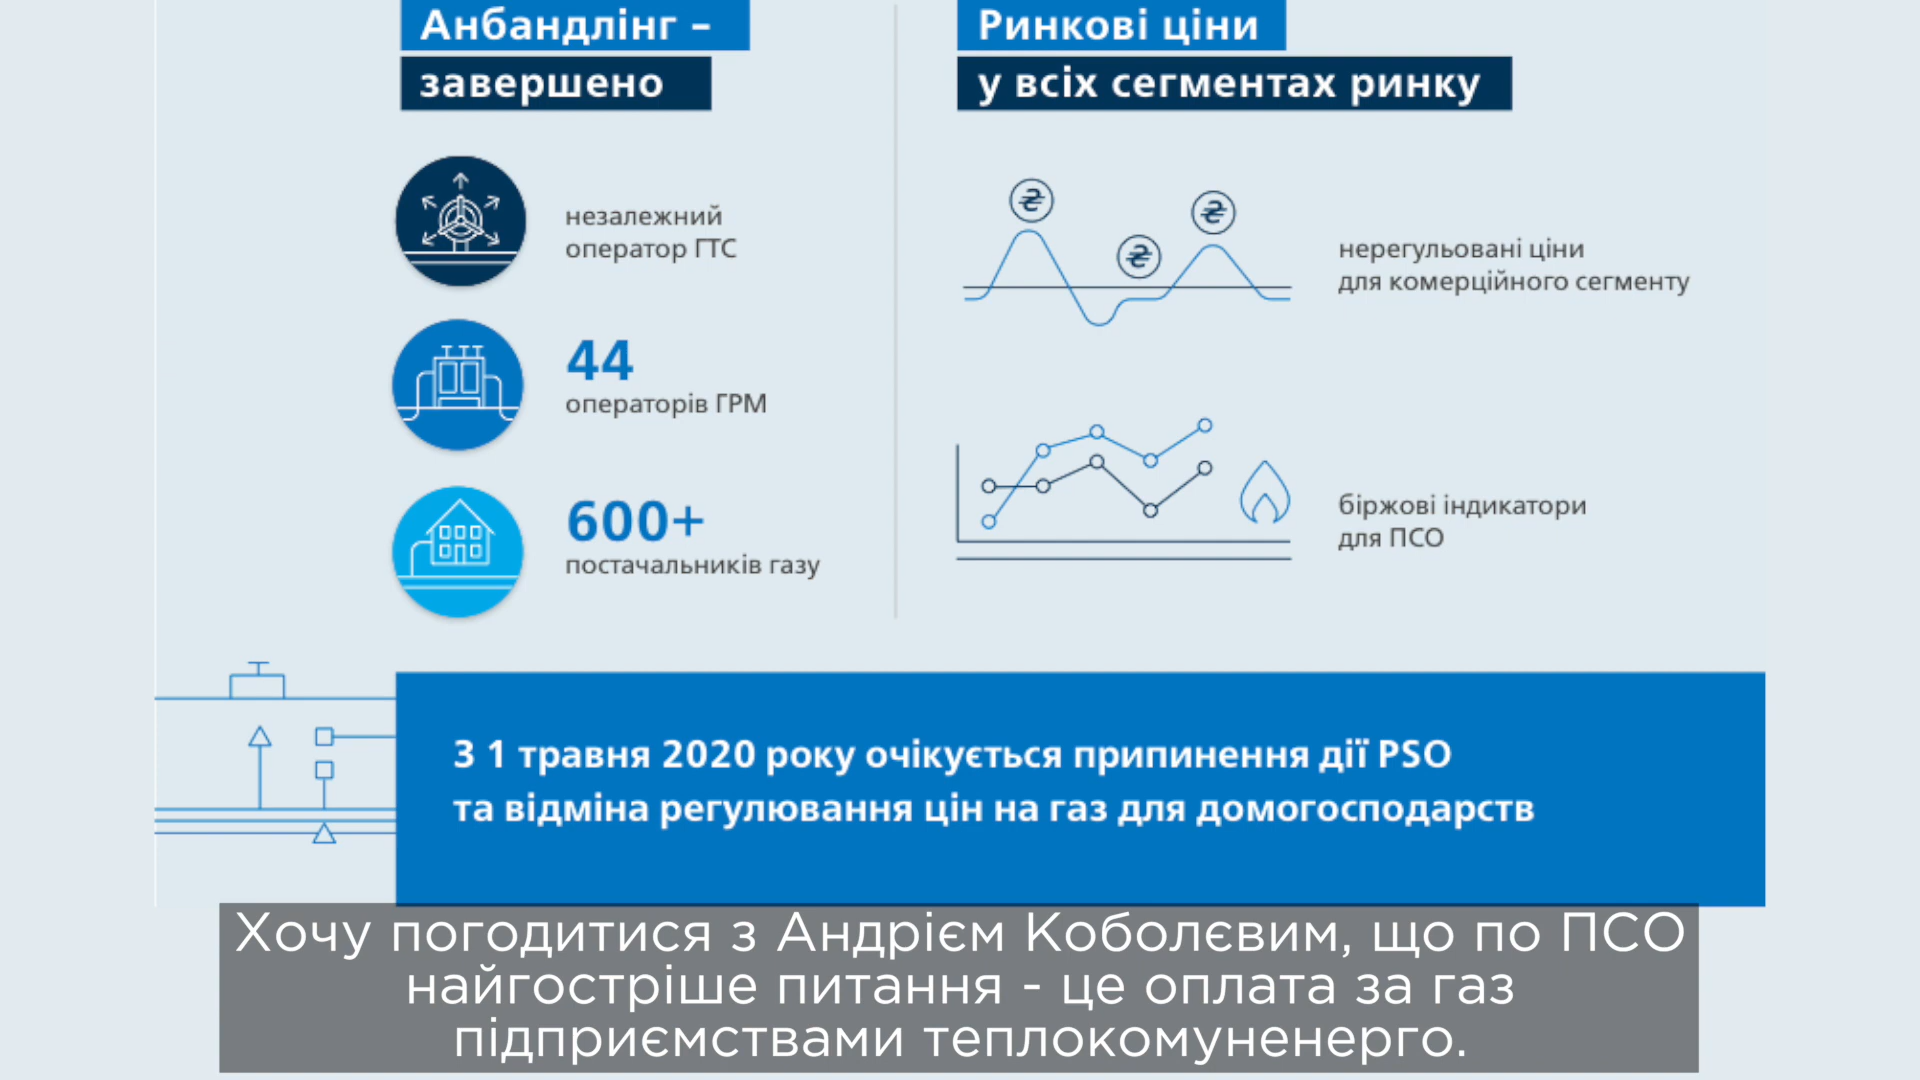 Анбандлінг –
завершено
незалежний
оператор ГТС
44
операторів ГРМ
600+
постачальників газу
Ринкові ціни
у всіх сегментах ринку
₴ ₴ ₴
нерегульовані ціни
для комерційного сегменту
біржові індикатори
для ПСО
З 1 травня 2020 року очікується припинення дії PSO
та відміна регулювання цін на газ для домогосподарств
Хочу погодитися з Андрієм Коболєвим, що по ПСО
найгостріше питання - це оплата за газ
підприємствами теплокомуненерго.